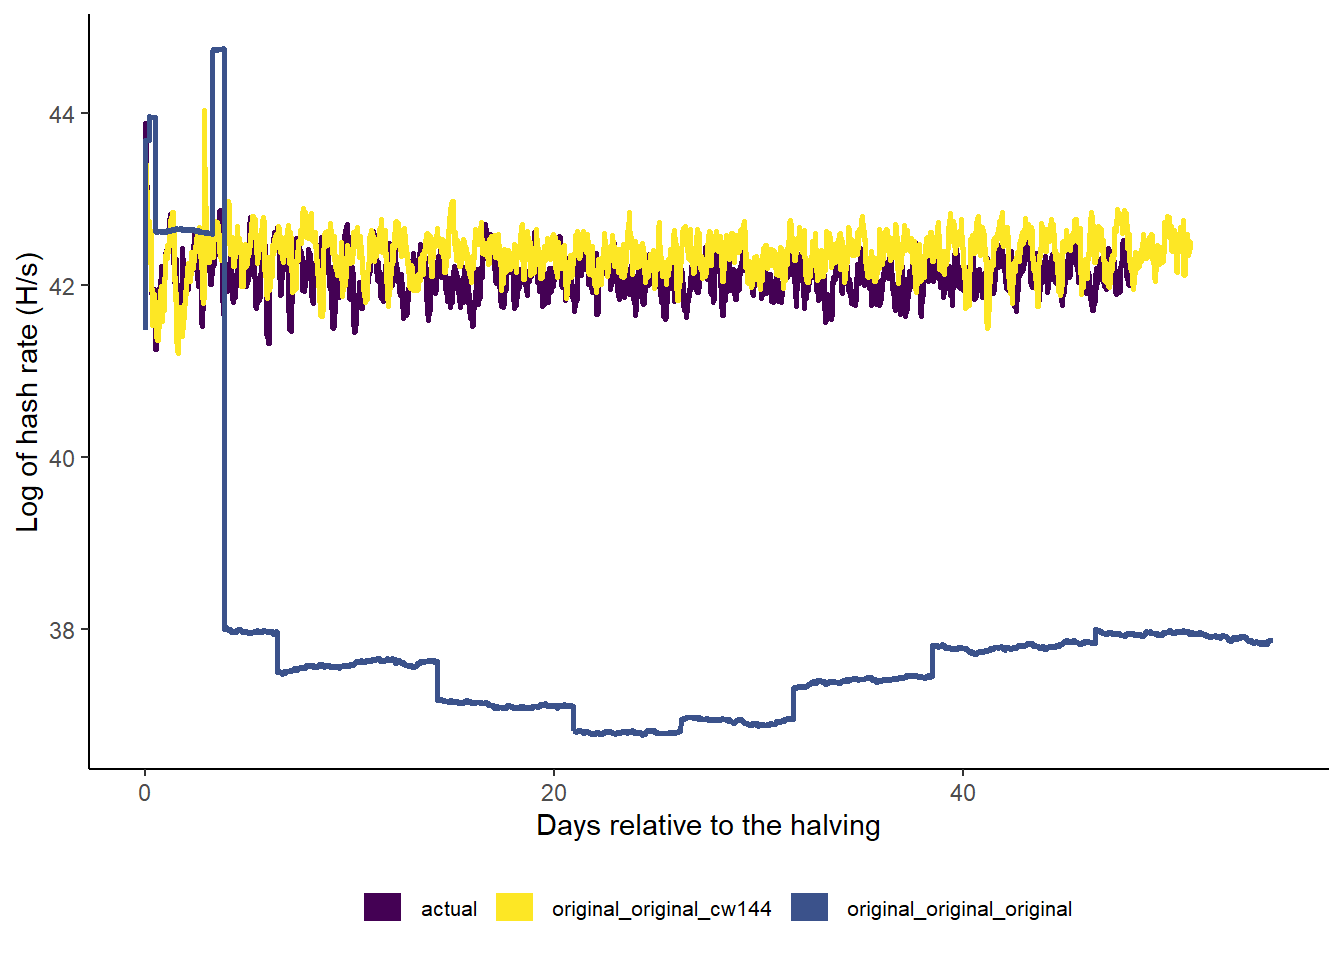 Log of hash rate (H/s)
44
42
40
38
0 20 40
Days relative to the halving
actual original_original_cw144 original_original_original